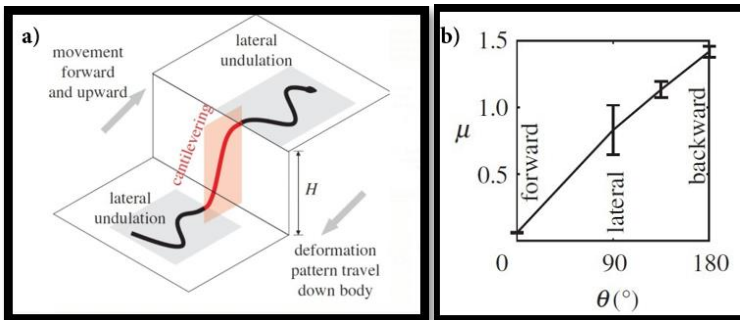 a)
movement
forward
and upward
lateral
undulation
cantilevering
lateral
undulation
H
deformation
pattern travel
down body
b)
1.5
1.0
μ
0.5
forward
lateral
backward
0
90
180
θ(°)